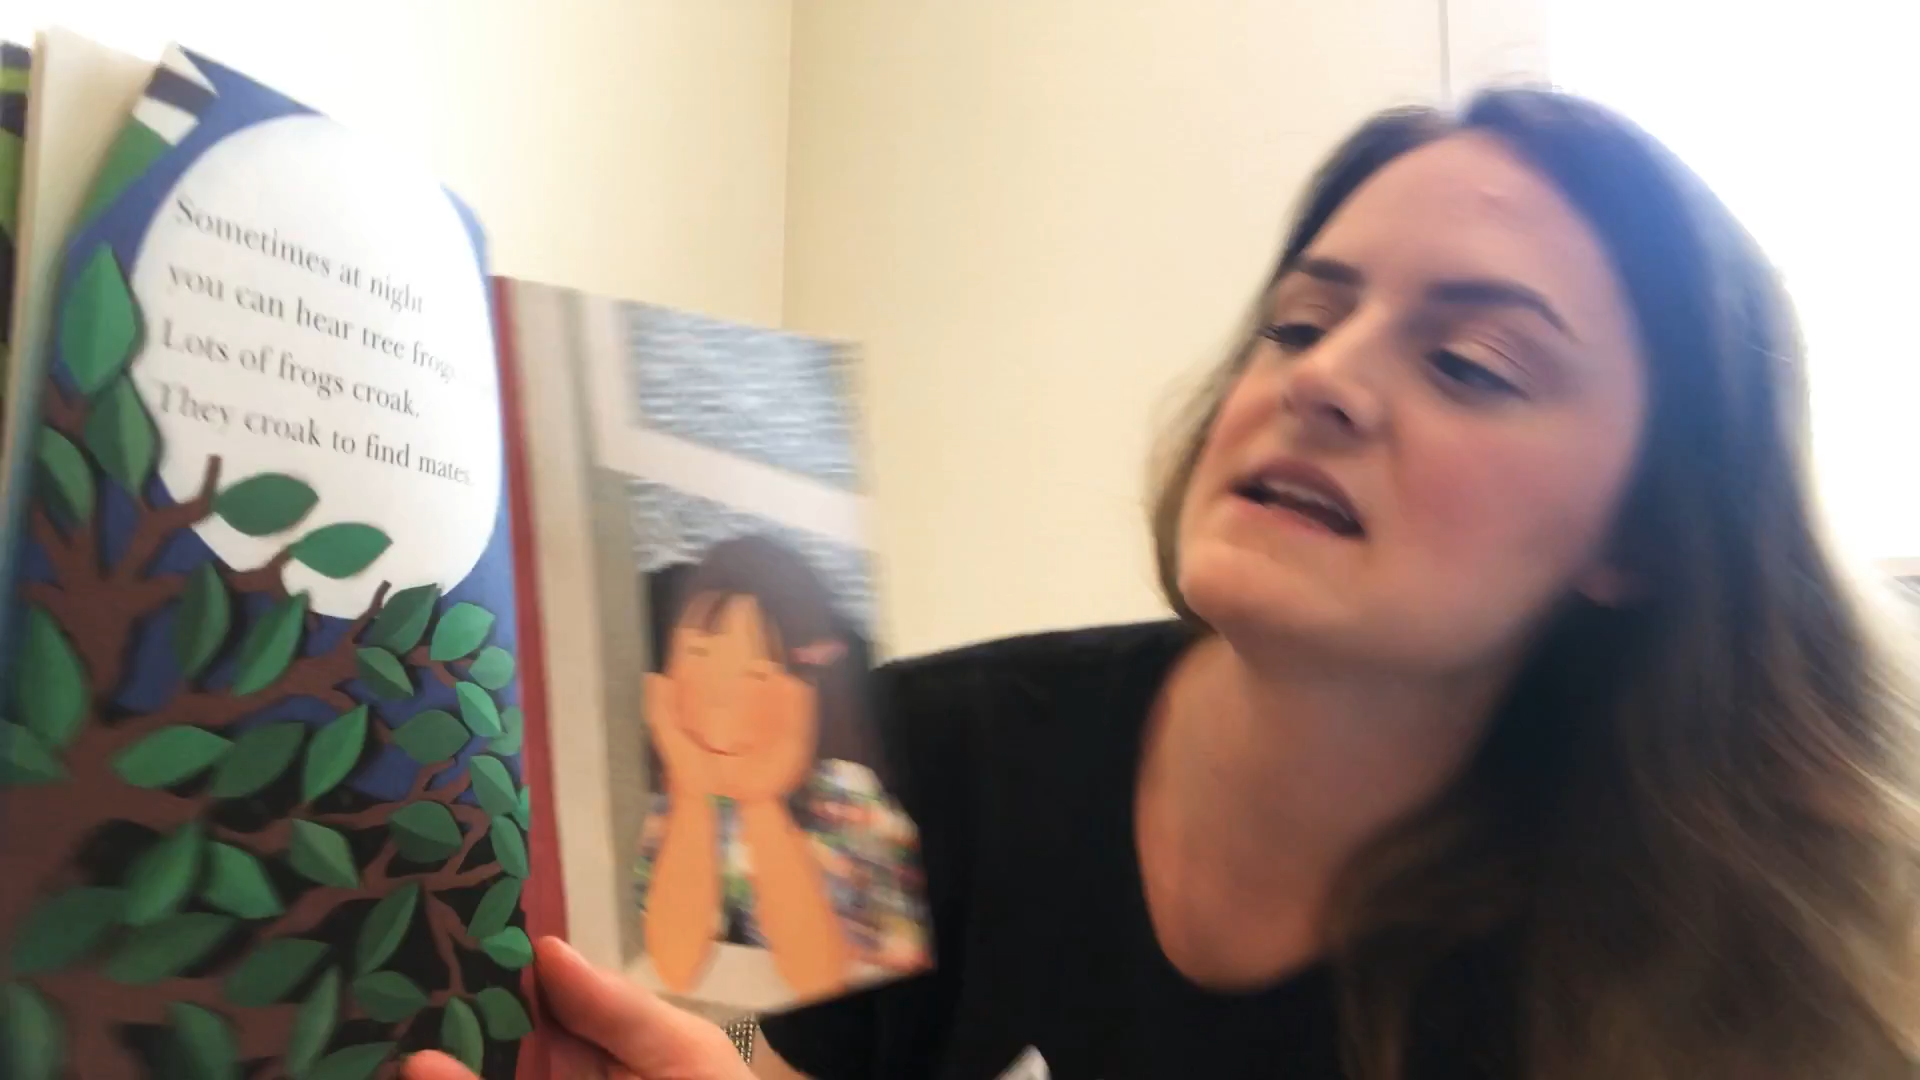 Sometimes at night
you can hear tree frogs
Lots of frogs croak.
They croak to find mates.